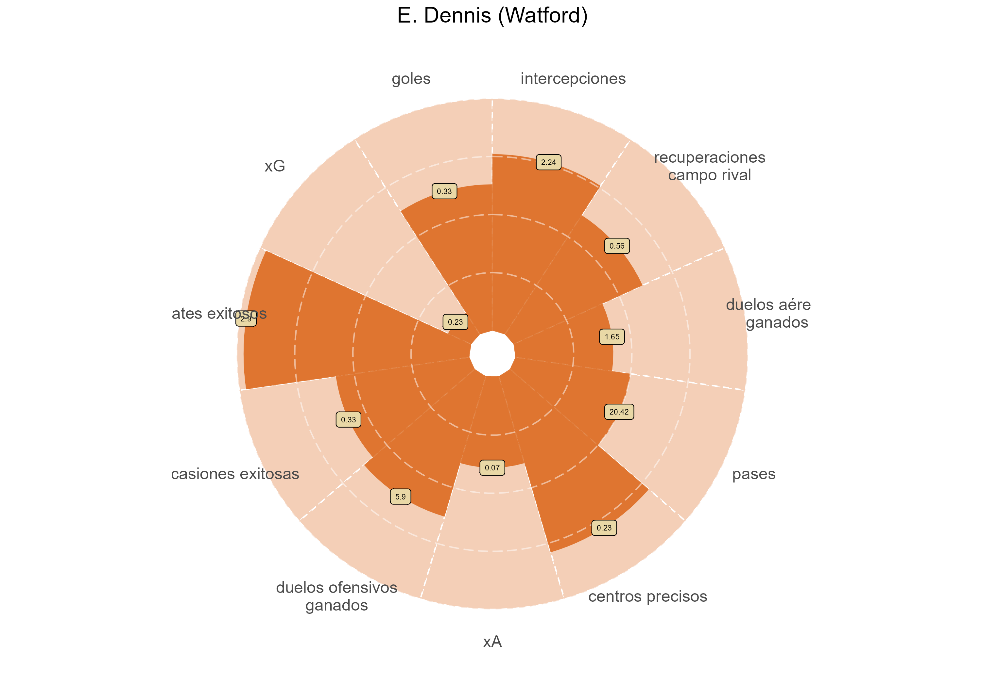 E. Dennis (Watford)
goles
intercepciones
xG
recuperaciones
campo rival
2.24
0.33
0.56
duelos aére
ganados
ates exitosos
0.23
1.65
20.42
0.33
casiones exitosas
pases
0.07
5.9
0.23
duelos ofensivos
ganados
centros precisos
xA